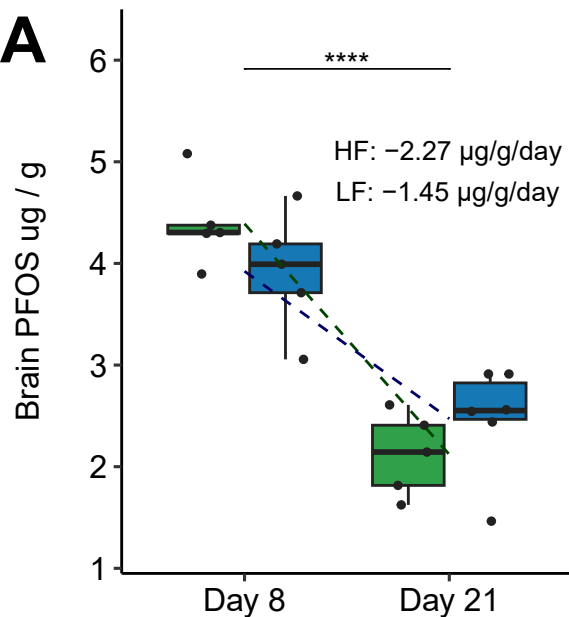 A
****
6
HF: −2.27 µg/g/day
5
LF: −1.45 µg/g/day
Brain PFOS ug / g
4
3
2
1
Day 8 Day 21